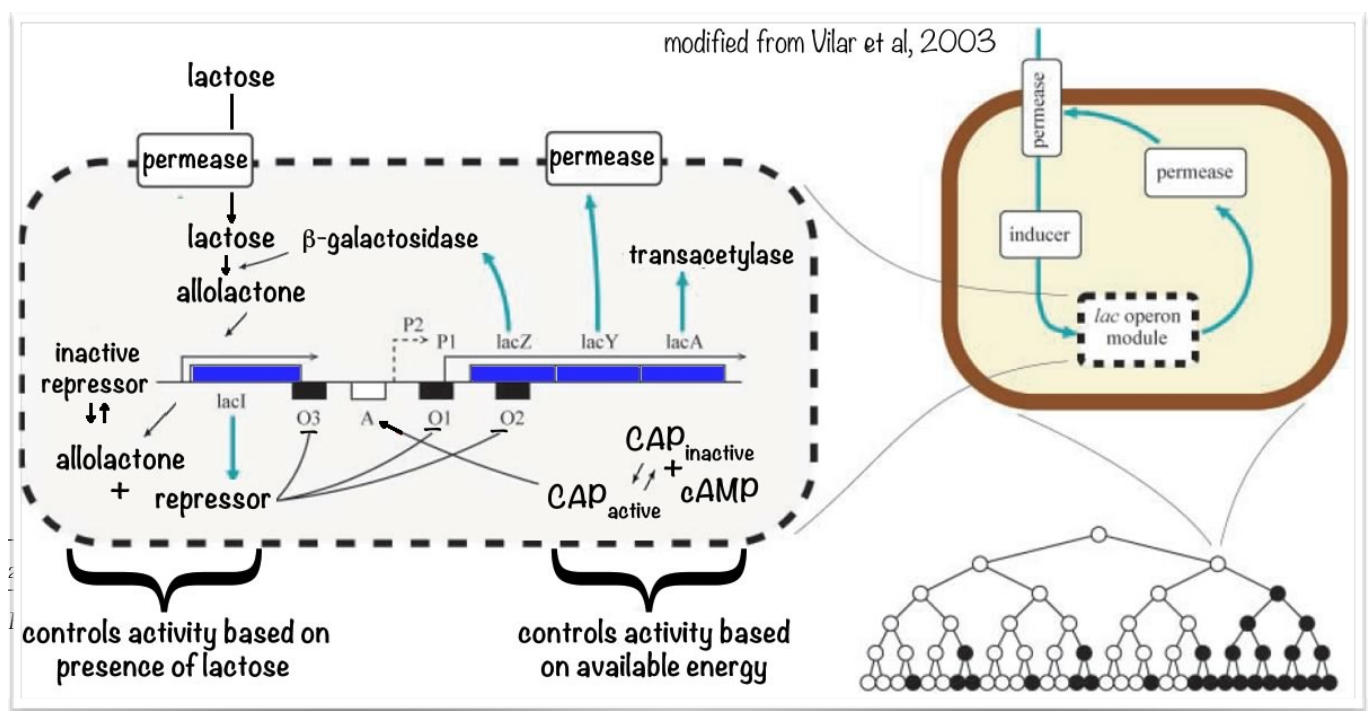 modified from Vilar et al, 2003
lactose
permease
permease
lactose
β-galactosidase
transacetylase
allolactone
P2
P1
lacZ
lacY
lacA
inactive
repressor
lacI
O3
A
O1
O2
allolactone
+
repressor
CAP inactive
+
CAP active
cAMP
controls activity based on
presence of lactose
controls activity based
on available energy
permease
permease
inducer
lac operon
module